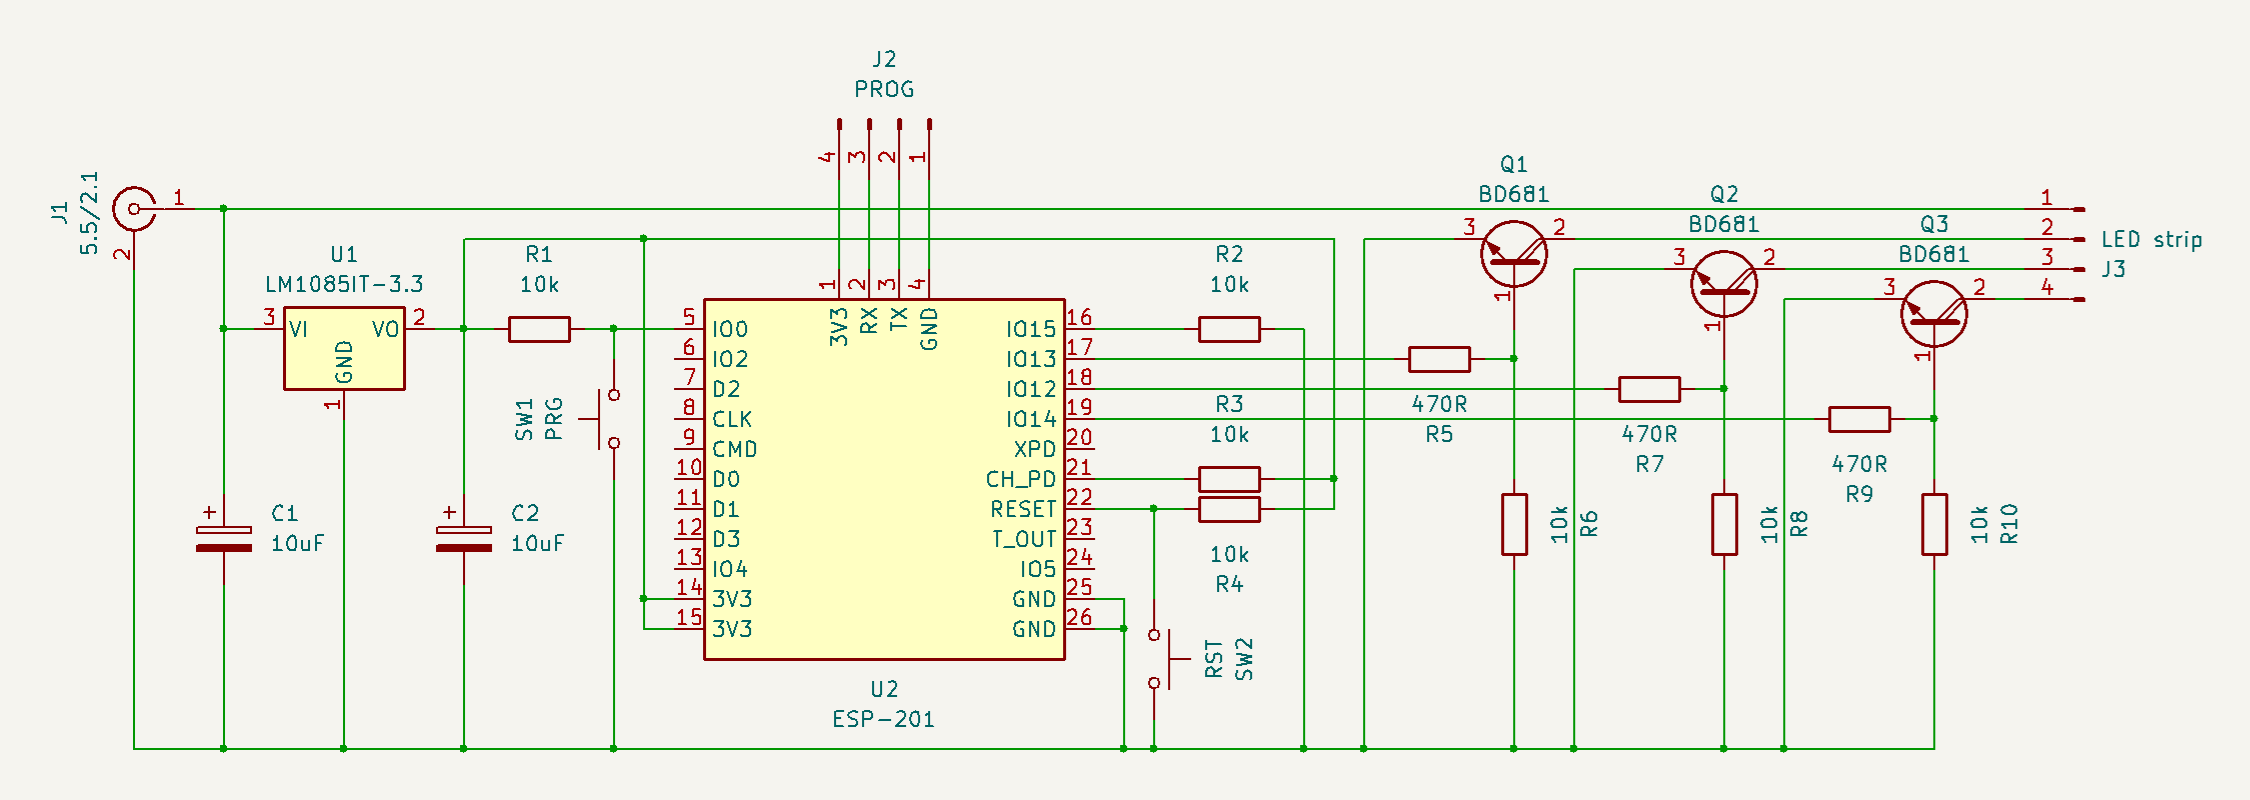 J2
PROG
4
3
2
1
J1
5.5/2.1
1
2
Q1
BD681
3
2
1
Q2
BD681
3
2
1
Q3
BD681
3
2
1
1
2
3
4
LED strip
J3
U1
LM1085IT-3.3
3
VI
VO
2
GND
1
R1
10k
R2
10k
1
2
3
4
3V3
RX
TX
GND
5
IO0
6
IO2
7
D2
8
CLK
9
CMD
10
D0
11
D1
12
D3
13
IO4
14
3V3
15
3V3
IO15
16
IO13
17
IO12
18
IO14
19
XPD
20
CH_PD
21
RESET
22
T_OUT
23
IO5
24
GND
25
GND
26
SW1
PRG
R3
10k
10k
R4
470R
R5
470R
R7
470R
R9
+
C1
10uF
+
C2
10uF
10k
R6
10k
R8
10k
R10
RST
SW2
U2
ESP-201